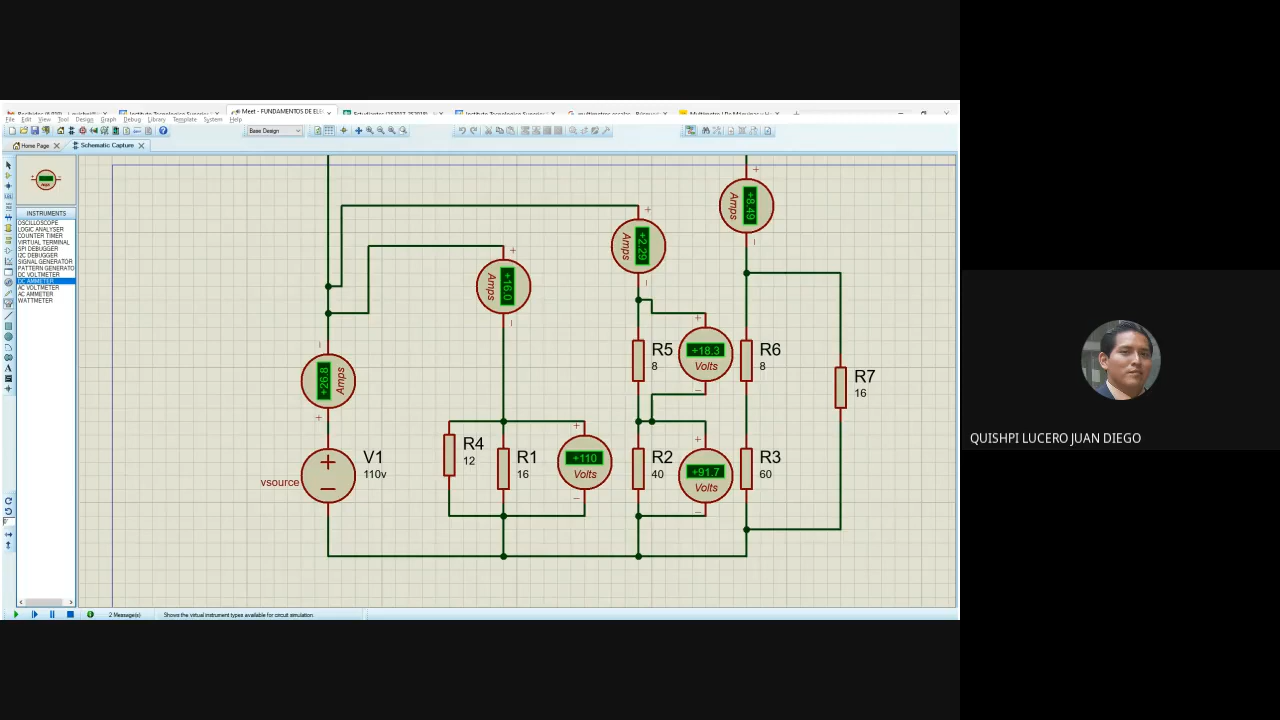 Meet - FUNDAMENTOS DE ELE
File Edit View Tool Design Graph Debug Library Template System Help
Base Design
Home Page
Schematic Capture
INSTRUMENTS
OSCILLOSCOPE
LOGIC ANALYSER
COUNTER TIMER
VIRTUAL TERMINAL
SPI DEBUGGER
I2C DEBUGGER
SIGNAL GENERATOR
PATTERN GENERATO
DC VOLTMETER
DC AMMETER
AC VOLTMETER
AC AMMETER
WATTMETER
+8.49
Amps
+2.29
Amps
+16.0
Amps
+26.8
Amps
R5
8
+18.3
Volts
R6
8
R7
16
V1
110v
vsource
R4
12
R1
16
+110
Volts
R2
40
+91.7
Volts
R3
60
QUISHPI LUCERO JUAN DIEGO
2 Message(s)
Shows the virtual instrument types available for circuit simulation.